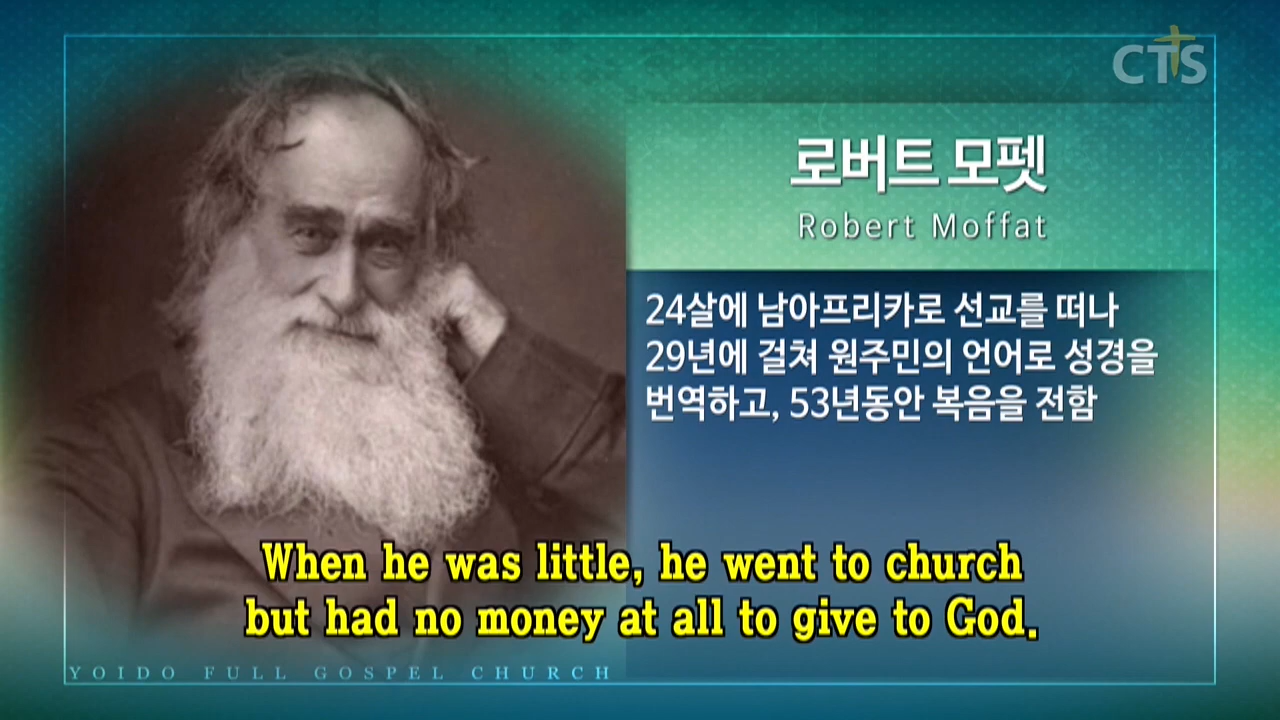 CTS
로버트 모펫
Robert Moffat
24살에 남아프리카로 선교를 떠나
29년에 걸쳐 원주민의 언어로 성경을
번역하고, 53년동안 복음을 전함
When he was little, he went to church
but had no money at all to give to God.
YOIDO FULL GOSPEL CHURCH